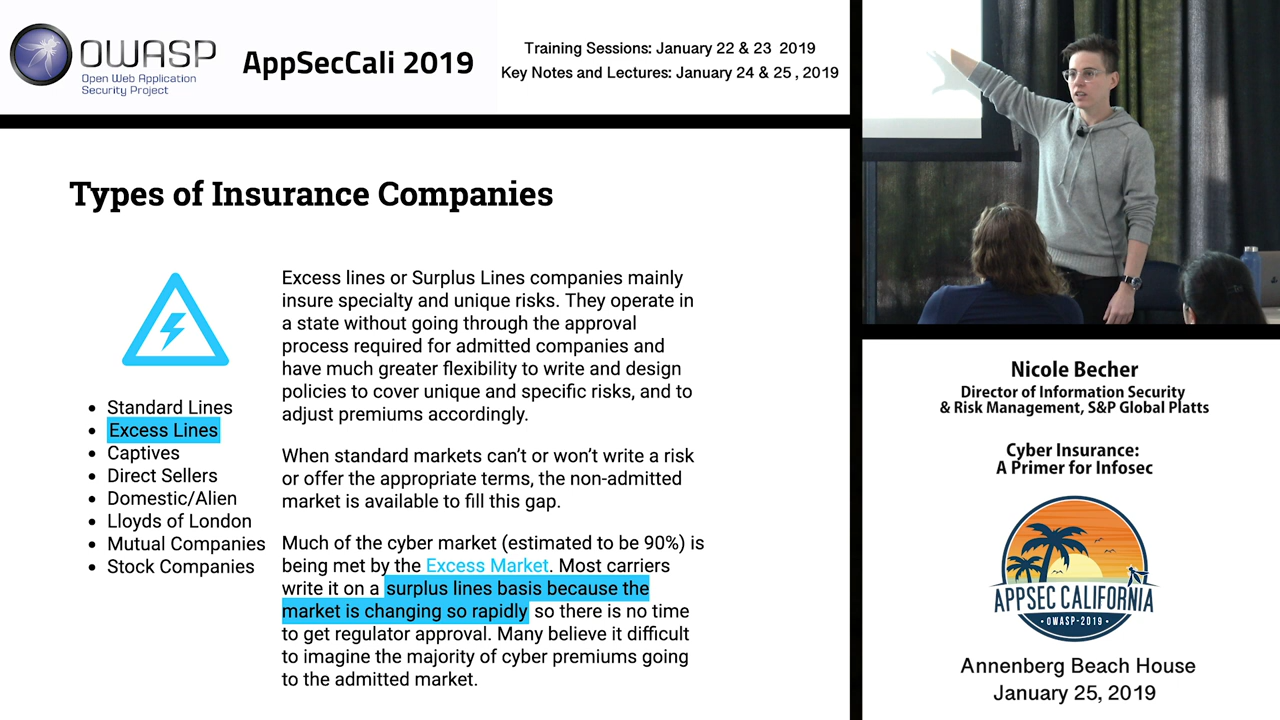 OWASP
Open Web Application
Security Project
AppSecCali 2019
Training Sessions: January 22 & 23 2019
Key Notes and Lectures: January 24 & 25 , 2019
Types of Insurance Companies
• Standard Lines
• Excess Lines
• Captives
• Direct Sellers
• Domestic/Alien
• Lloyds of London
• Mutual Companies
• Stock Companies
Excess lines or Surplus Lines companies mainly
insure specialty and unique risks. They operate in
a state without going through the approval
process required for admitted companies and
have much greater flexibility to write and design
policies to cover unique and specific risks, and to
adjust premiums accordingly.
When standard markets can’t or won’t write a risk
or offer the appropriate terms, the non-admitted
market is available to fill this gap.
Much of the cyber market (estimated to be 90%) is
being met by the Excess Market. Most carriers
write it on a surplus lines basis because the
market is changing so rapidly so there is no time
to get regulator approval. Many believe it difficult
to imagine the majority of cyber premiums going
to the admitted market.
Nicole Becher
Director of Information Security
& Risk Management, S&P Global Platts
Cyber Insurance:
A Primer for Infosec
APPSEC CALIFORNIA
• OWASP-2019 •
Annenberg Beach House
January 25, 2019